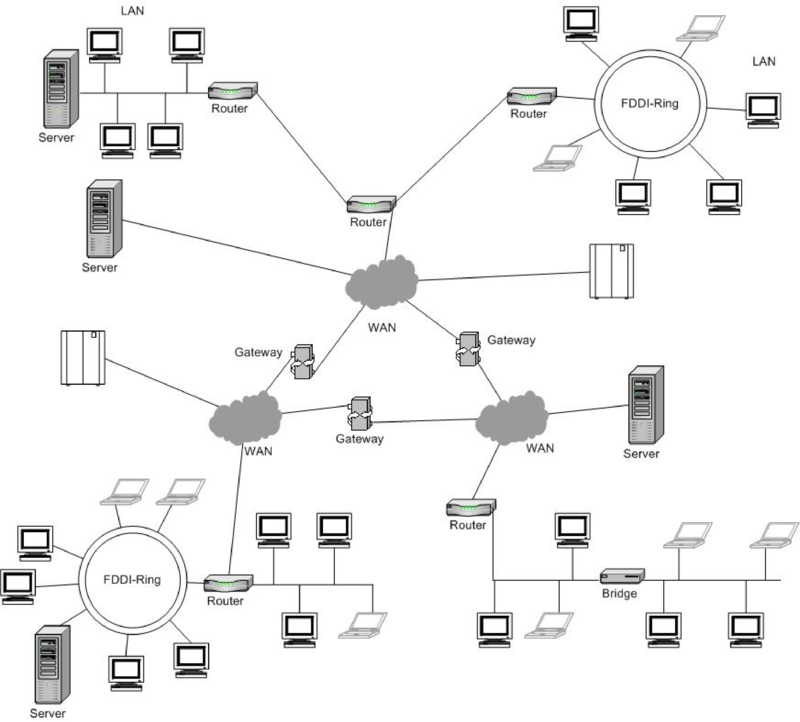 LAN
LAN
FDDI-Ring
Router
Router
Server
Router
Server
WAN
Gateway
Gateway
Gateway
WAN
WAN
Server
Router
FDDI-Ring
Router
Bridge
Server